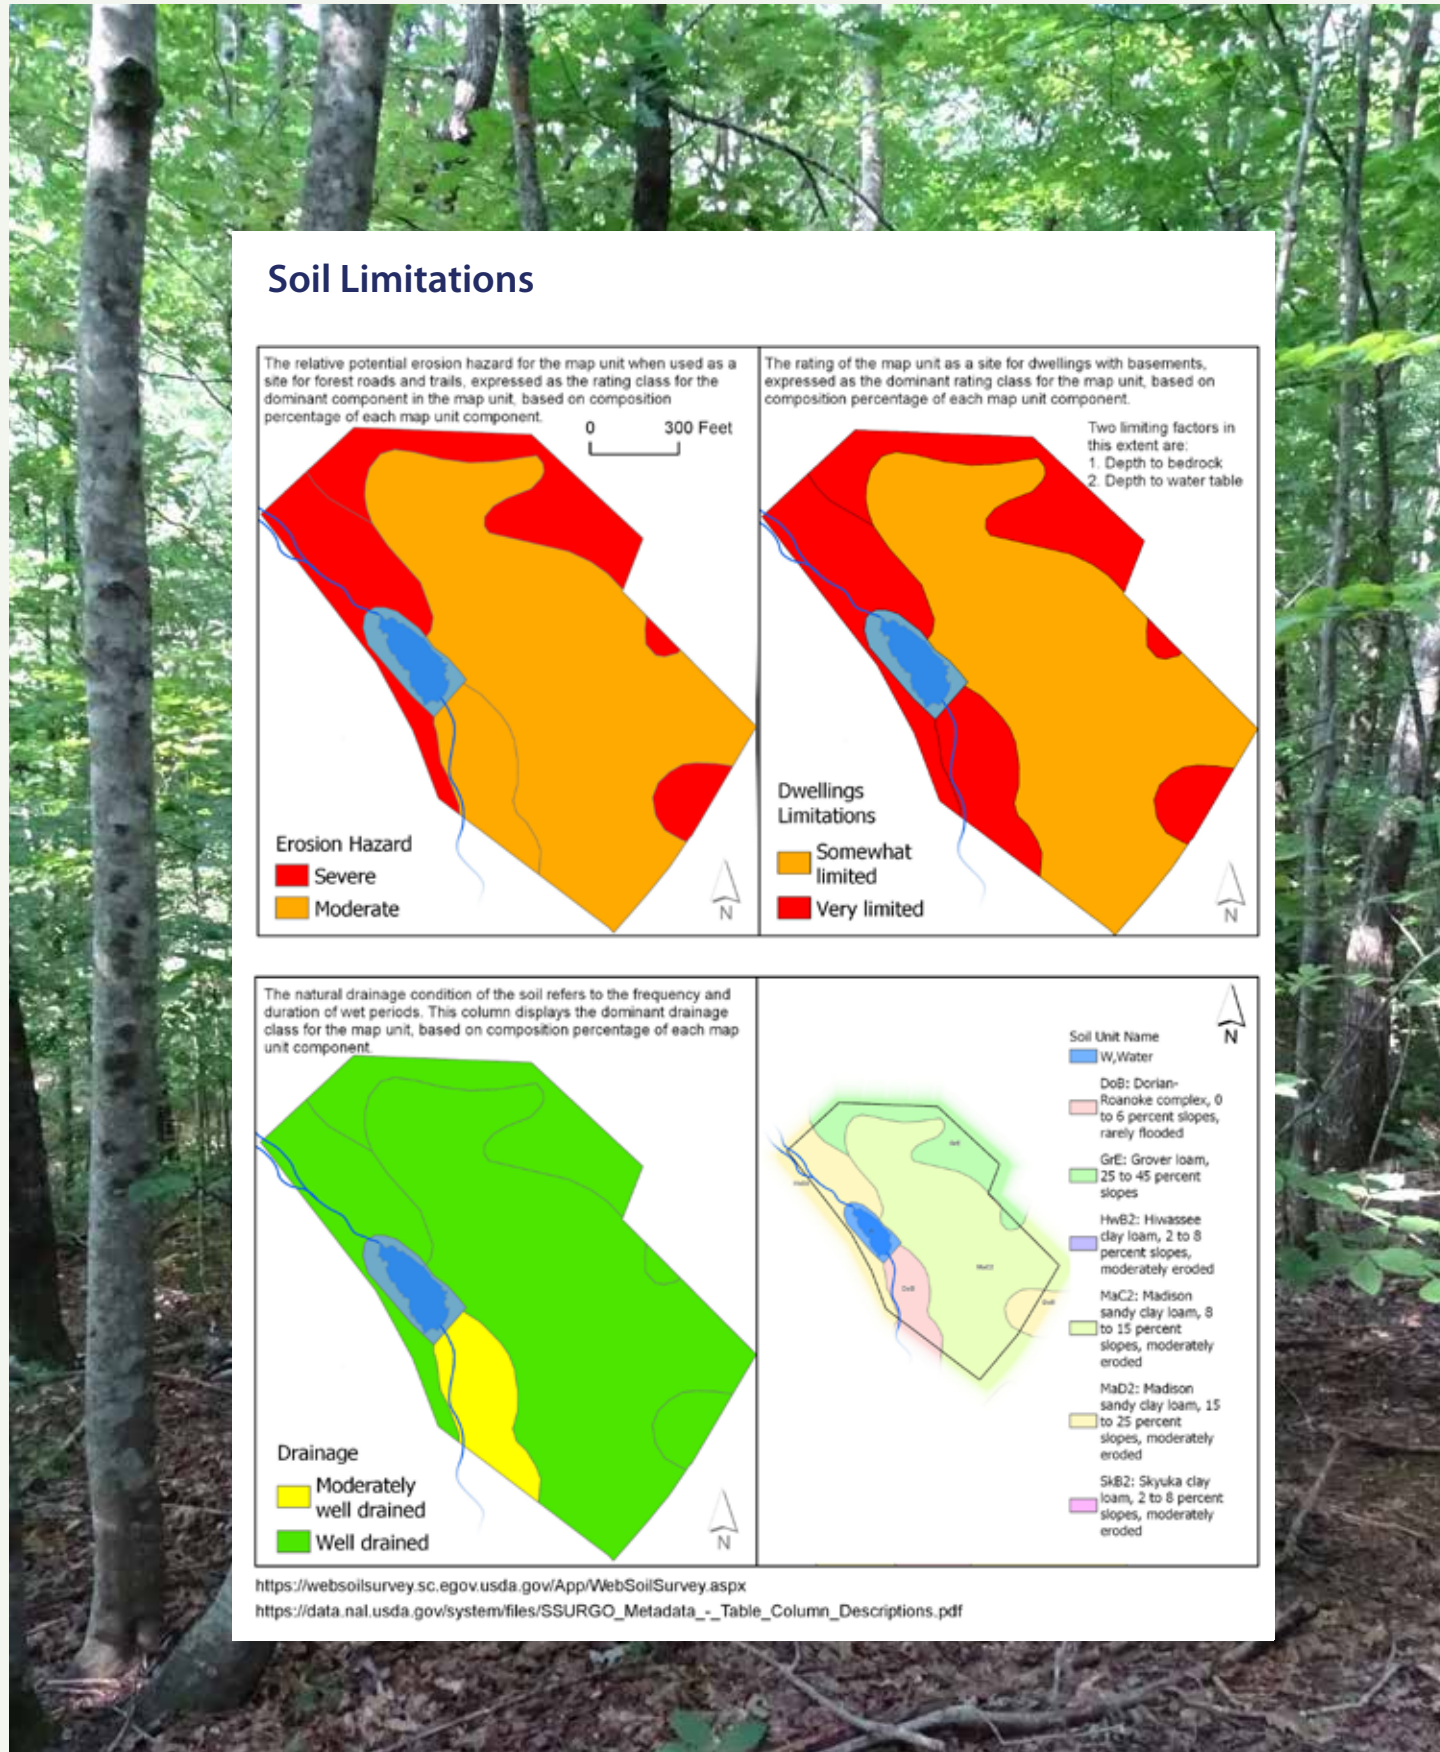 Soil Limitations
The relative potential erosion hazard for the map unit when used as a
site for forest roads and trails, expressed as the rating class for the
dominant component in the map unit, based on composition
percentage of each map unit component.
0 300 Feet
Erosion Hazard
Severe
Moderate
N
The rating of the map unit as a site for dwellings with basements,
expressed as the dominant rating class for the map unit, based on
composition percentage of each map unit component.
Two limiting factors in
this extent are:
1. Depth to bedrock
2. Depth to water table
Dwellings
Limitations
Somewhat
limited
Very limited
N
The natural drainage condition of the soil refers to the frequency and
duration of wet periods. This column displays the dominant drainage
class for the map unit, based on composition percentage of each map
unit component.
Drainage
Moderately
well drained
Well drained
N
N
Soil Unit Name
W,Water
DoB: Dorian-
Roanoke complex, 0
to 6 percent slopes,
rarely flooded
GrE: Grover loam,
25 to 45 percent
slopes
HwB2: Hiwassee
clay loam, 2 to 8
percent slopes,
moderately eroded
MaC2: Madison
sandy clay loam, 8
to 15 percent
slopes, moderately
eroded
MaD2: Madison
sandy clay loam, 15
to 25 percent
slopes, moderately
eroded
SkB2: Skyuka clay
loam, 2 to 8 percent
slopes, moderately
eroded
GrE
MaC2
DoB
https://websoilsurvey.sc.egov.usda.gov/App/WebSoilSurvey.aspx
https://data.nal.usda.gov/system/files/SSURGO_Metadata_-_Table_Column_Descriptions.pdf